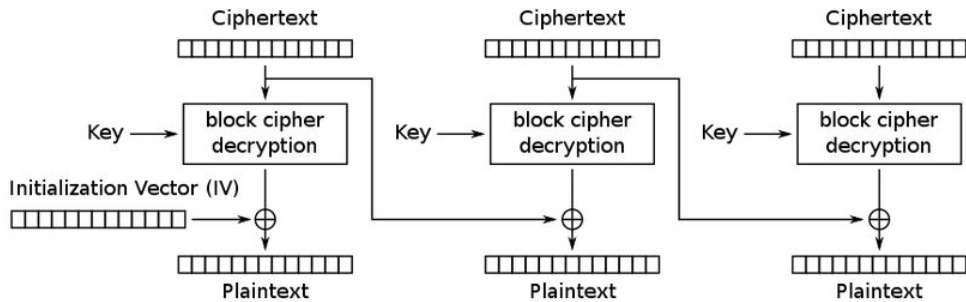 Ciphertext Ciphertext Ciphertext
Key block cipher decryption Key block cipher decryption Key block cipher decryption
Initialization Vector (IV)
Plaintext Plaintext Plaintext